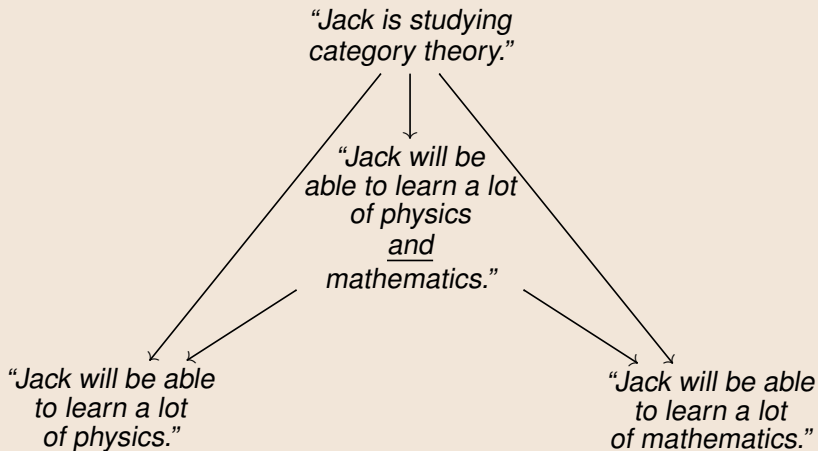 “Jack is studying
category theory.”
“Jack will be
able to learn a lot
of physics
and
mathematics.”
“Jack will be able
to learn a lot
of physics.”
“Jack will be able
to learn a lot
of mathematics.”